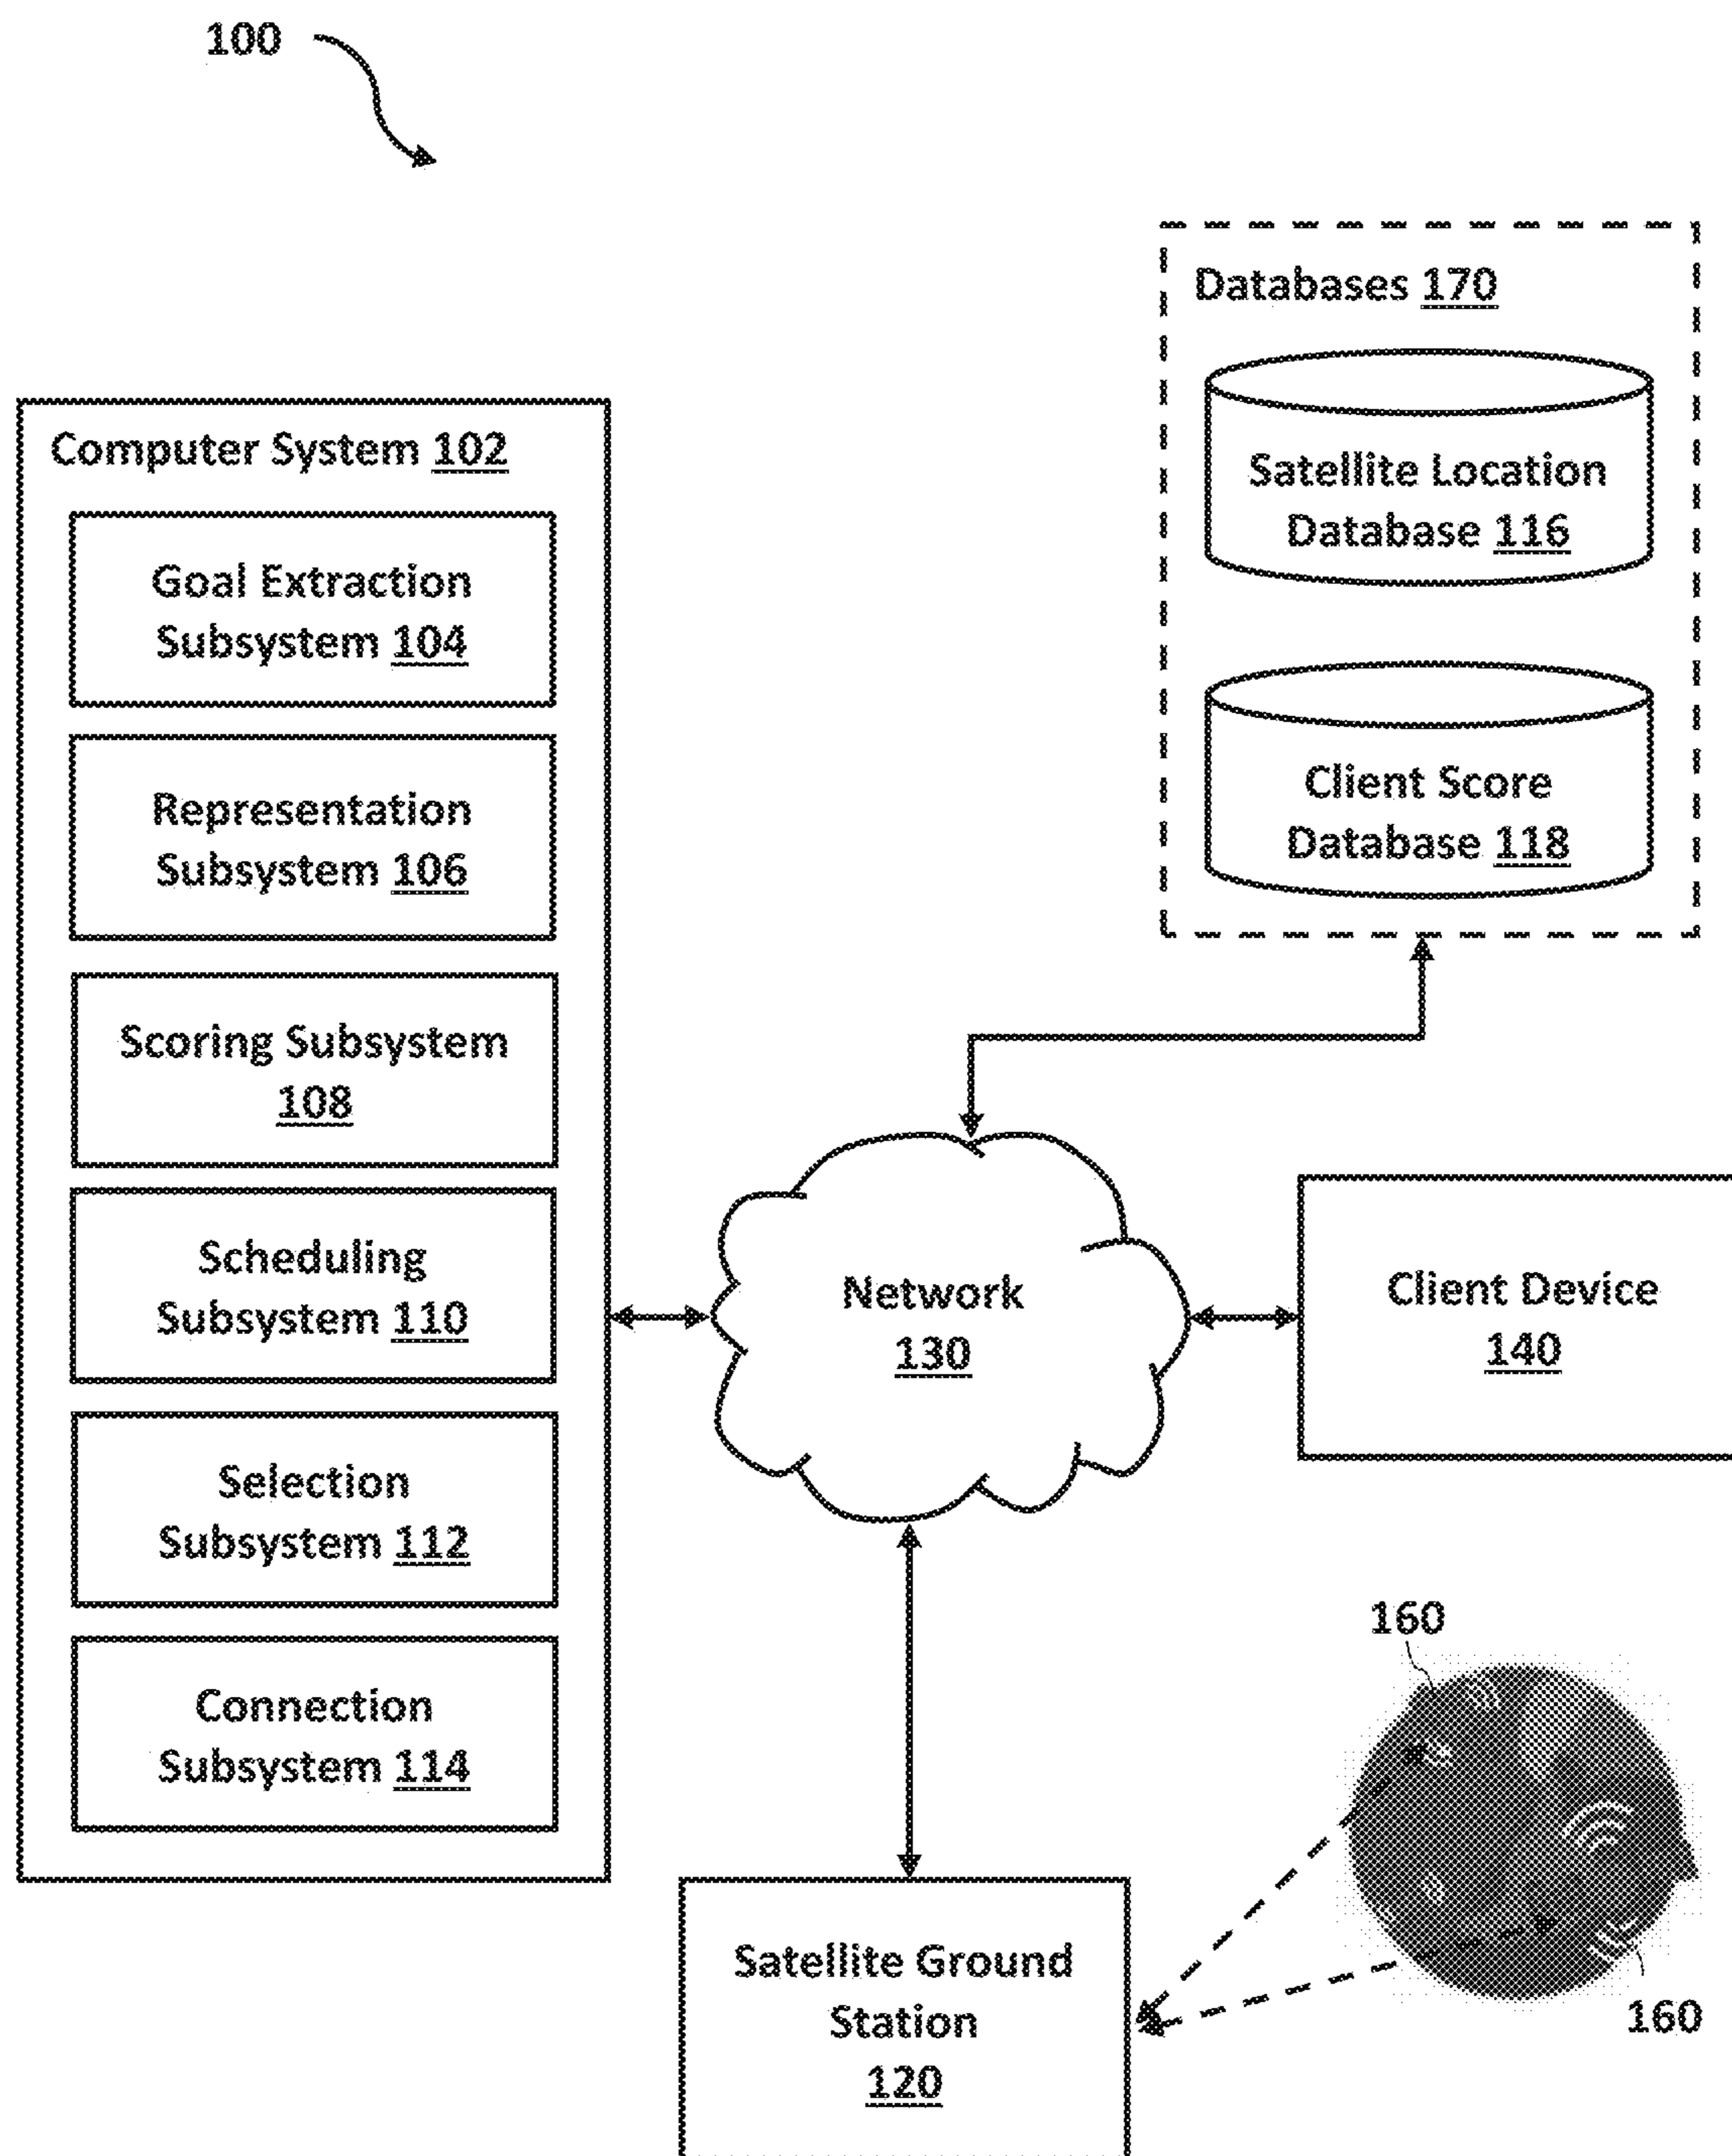 100
Databases 170
Satellite Location
Database 116
Client Score
Database 118
Computer System 102
Goal Extraction
Subsystem 104
Representation
Subsystem 106
Scoring Subsystem
108
Scheduling
Subsystem 110
Selection
Subsystem 112
Connection
Subsystem 114
Network
130
Client Device
140
Satellite Ground
Station
120
160
160